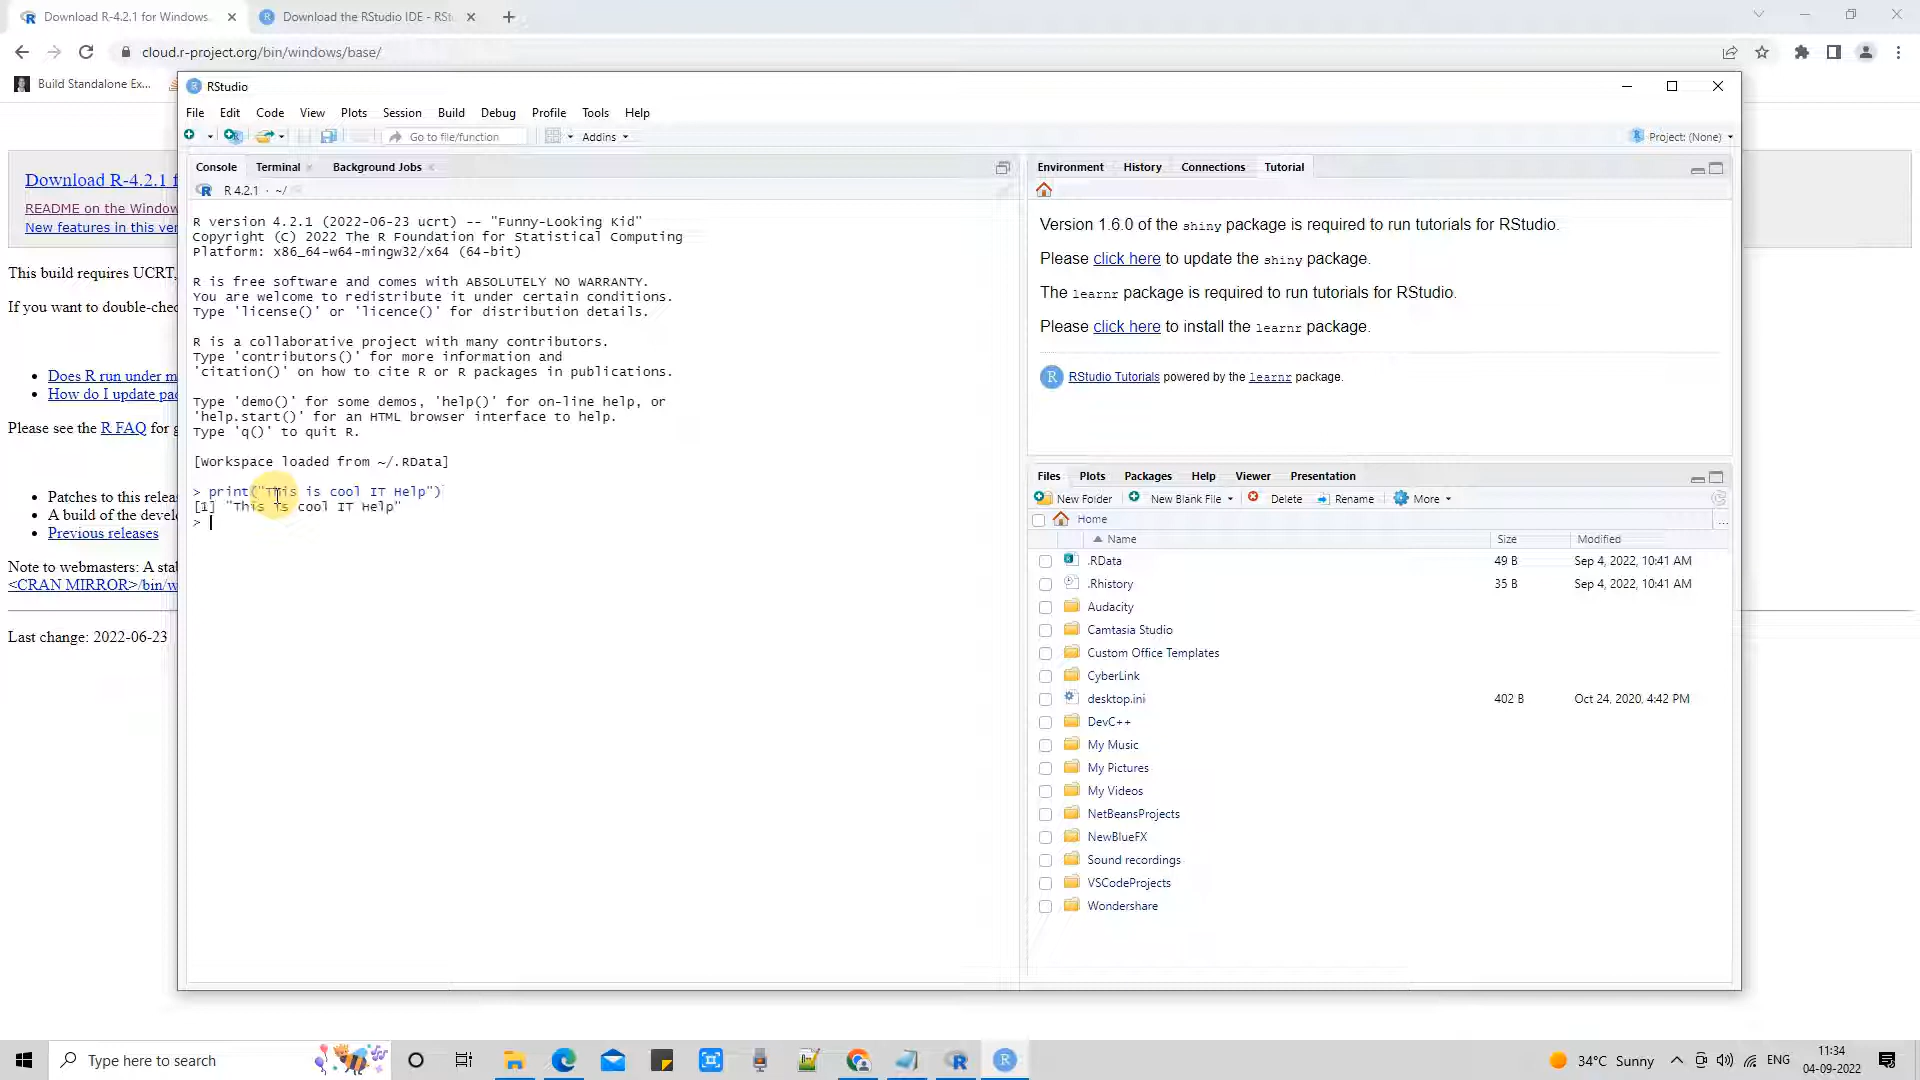 Download R-4.2.1 for Windows.
Download the RStudio IDE - RSt
cloud.r-project.org/bin/windows/base/
Build Standalone Ex...
RStudio
File Edit Code View Plots Session Build Debug Profile Tools Help
Go to file/function
Addins
Project: (None)
Console Terminal Background Jobs
R 4.2.1 · ~/
R version 4.2.1 (2022-06-23 ucrt) -- "Funny-Looking Kid"
Copyright (C) 2022 The R Foundation for Statistical Computing
Platform: x86_64-w64-mingw32/x64 (64-bit)
R is free software and comes with ABSOLUTELY NO WARRANTY.
You are welcome to redistribute it under certain conditions.
Type 'license()' or 'licence()' for distribution details.
R is a collaborative project with many contributors.
Type 'contributors()' for more information and
'citation()' on how to cite R or R packages in publications.
Type 'demo()' for some demos, 'help()' for on-line help, or
'help.start()' for an HTML browser interface to help.
Type 'q()' to quit R.
[Workspace loaded from ~/.RData]
> print("This is cool IT Help")
[1] "This is cool IT Help"
>
Environment History Connections Tutorial
Version 1.6.0 of the shiny package is required to run tutorials for RStudio.
Please click here to update the shiny package.
The learnr package is required to run tutorials for RStudio.
Please click here to install the learnr package.
RStudio Tutorials powered by the learnr package.
Files Plots Packages Help Viewer Presentation
New Folder New Blank File Delete Rename More
Home ...
Name Size Modified
.RData 49 B Sep 4, 2022, 10:41 AM
.Rhistory 35 B Sep 4, 2022, 10:41 AM
Audacity
Camtasia Studio
Custom Office Templates
CyberLink
desktop.ini 402 B Oct 24, 2020, 4:42 PM
DevC++
My Music
My Pictures
My Videos
NetBeansProjects
NewBlueFX
Sound recordings
VSCodeProjects
Wondershare
Download R-4.2.1 f
README on the Window
New features in this ver
This build requires UCRT,
If you want to double-chec
Does R run under m
How do I update pac
Please see the R FAQ for g
Patches to this relea
A build of the devel
Previous releases
Note to webmasters: A stab
<CRAN MIRROR>/bin/w
Last change: 2022-06-23
Type here to search
34°C Sunny
ENG
11:34
04-09-2022